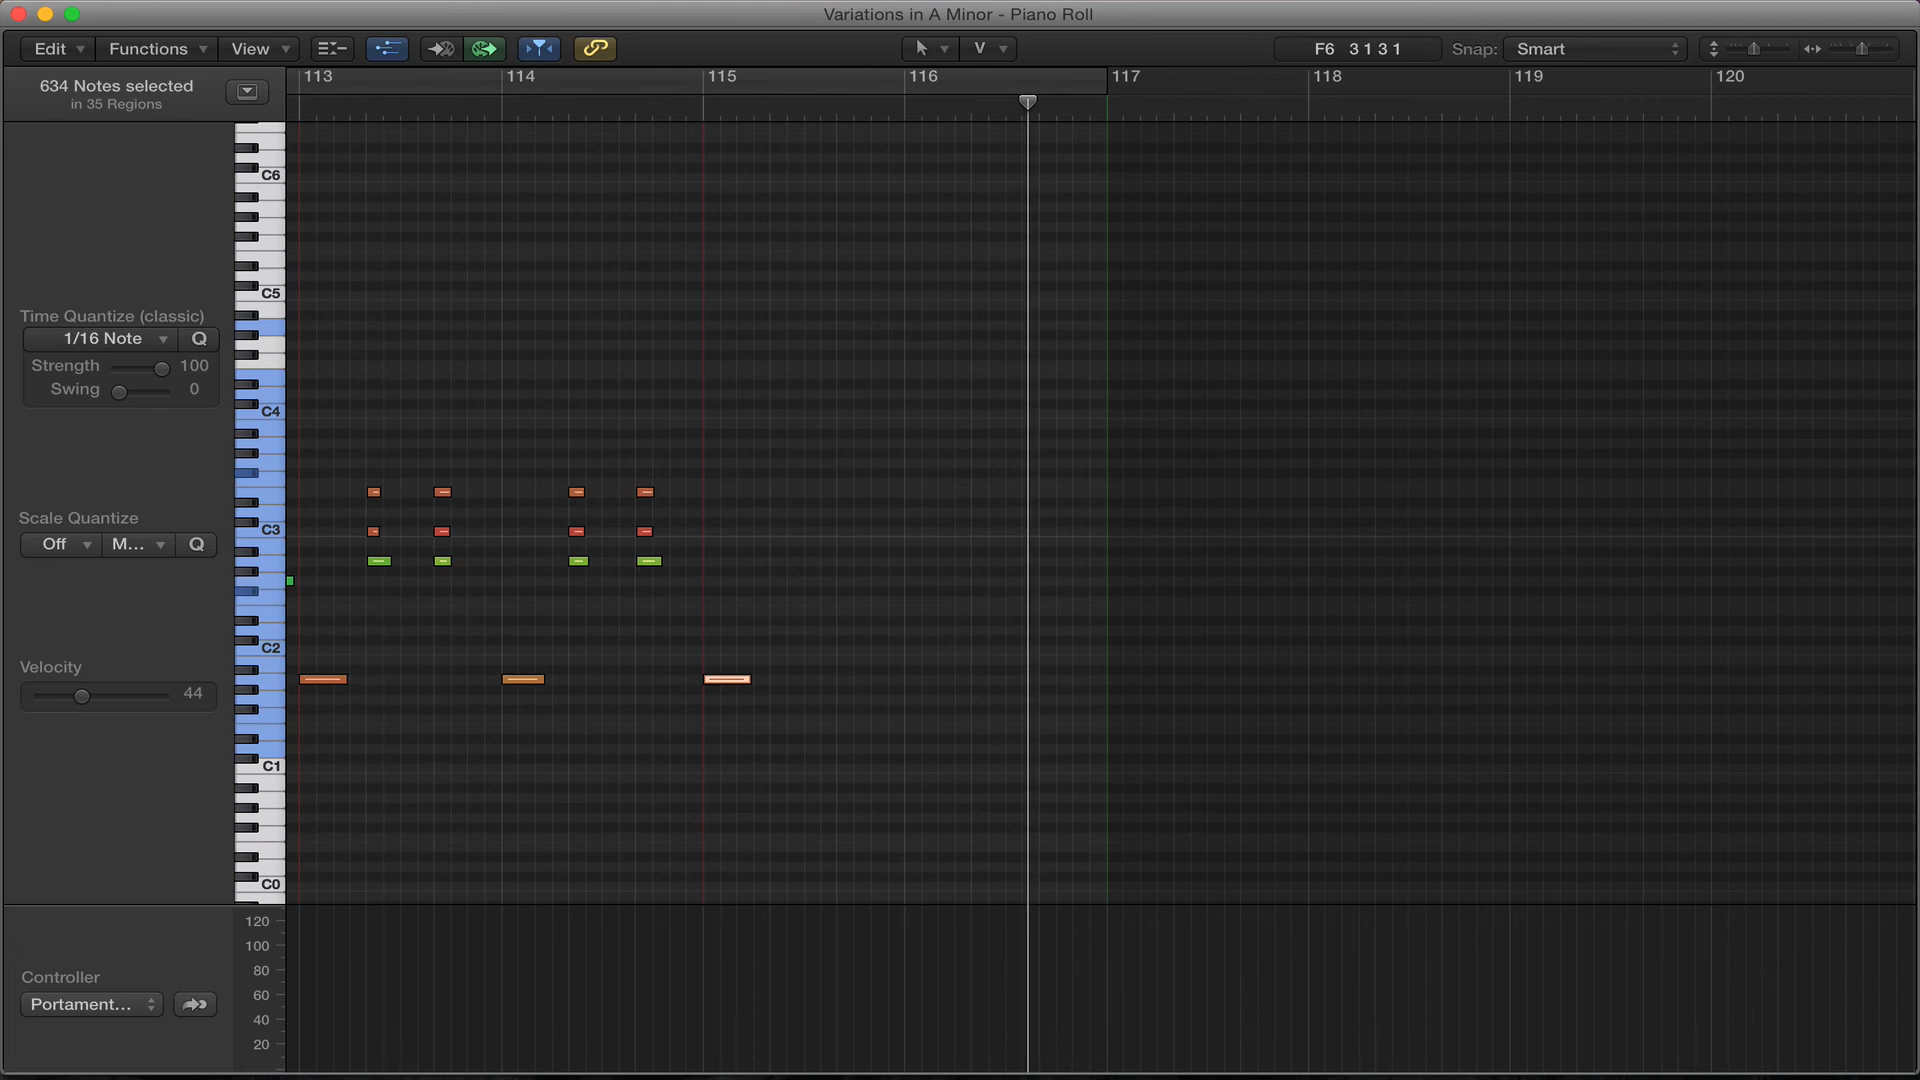 Variations in A Minor - Piano Roll
Edit Functions View V F6 3 1 3 1 Snap: Smart
634 Notes selected
in 35 Regions
113 114 115 116 117 118 119 120
C6
C5
Time Quantize (classic)
1/16 Note Q
Strength 100
Swing 0
C4
Scale Quantize
C3
Off M... Q
C2
Velocity
44
C1
C0
120
100
80
Controller
60
Portament...
40
20